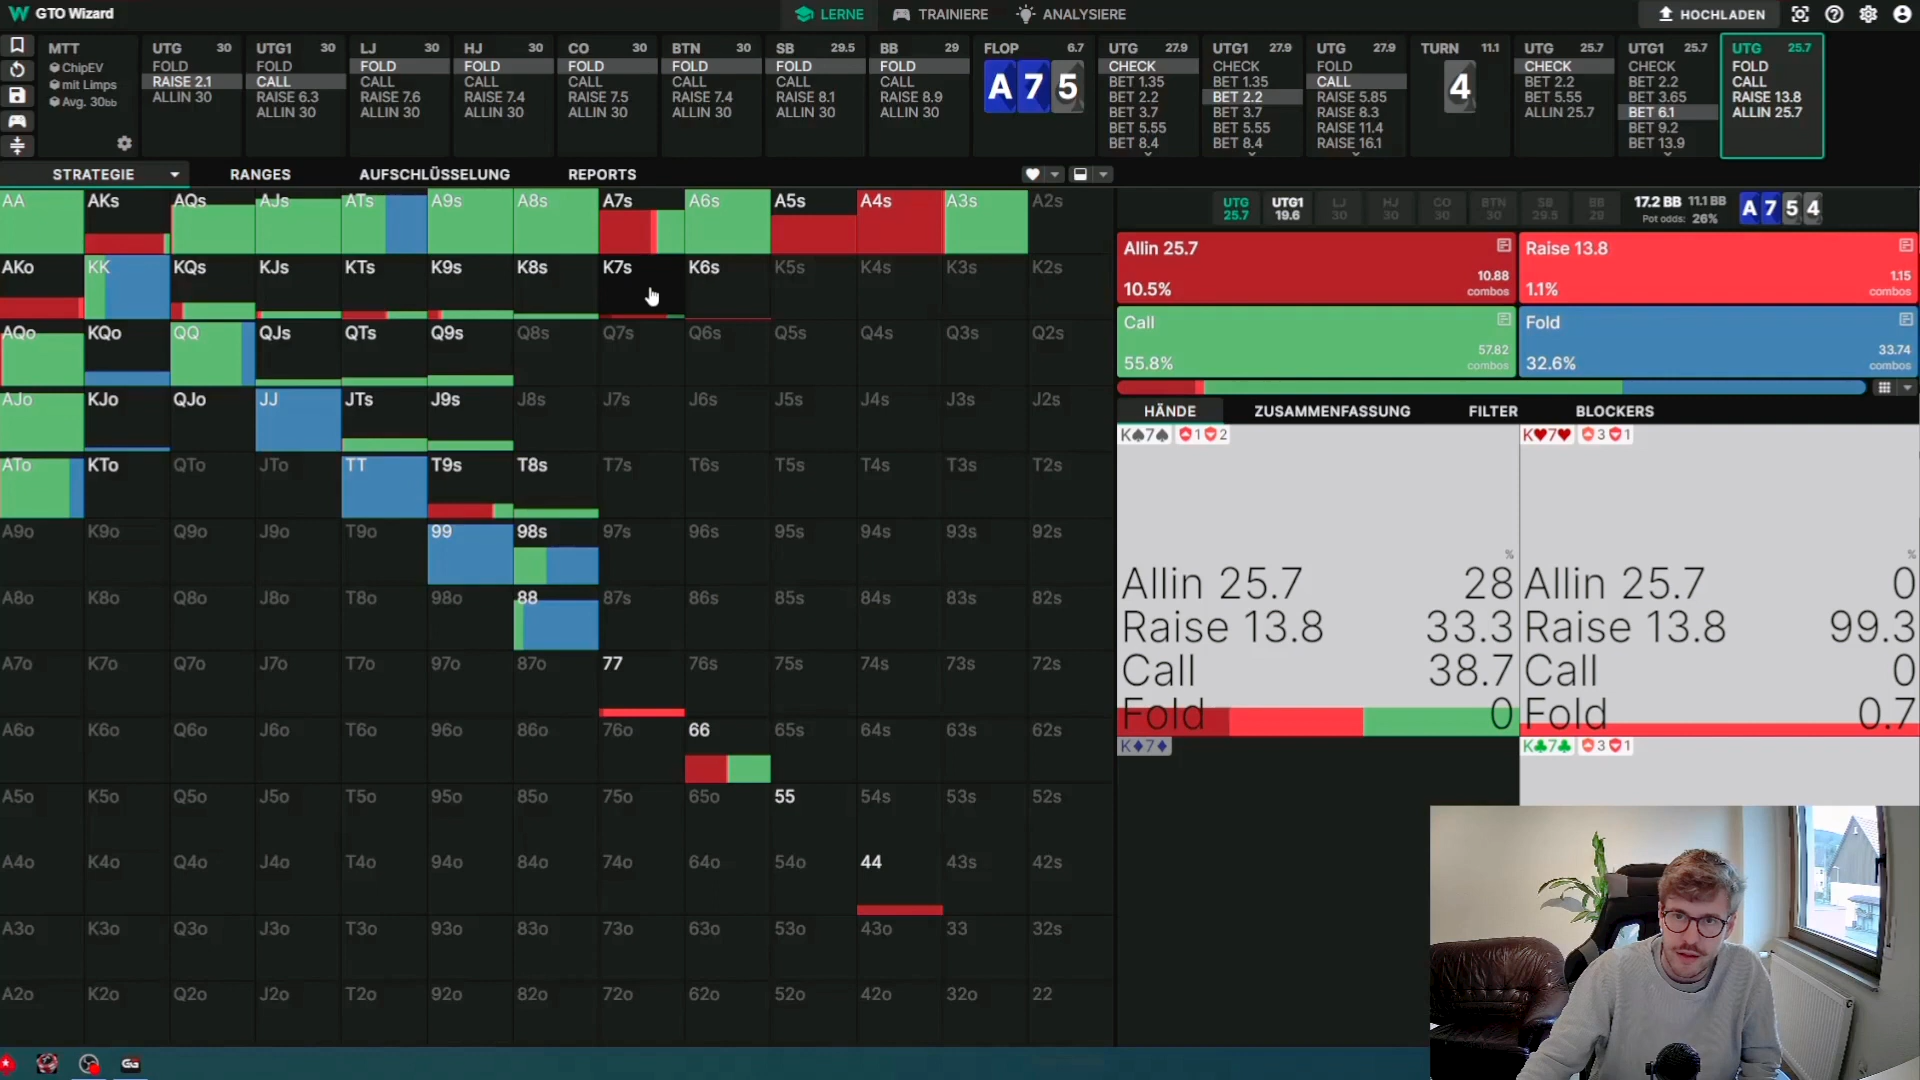 GTO Wizard
LERNE
TRAINIERE
ANALYSIERE
HOCHLADEN
MTT
ChipEV
mit Limps
Avg. 30bb
UTG 30
FOLD
RAISE 2.1
ALLIN 30
UTG1 30
FOLD
CALL
RAISE 6.3
ALLIN 30
LJ 30
FOLD
CALL
RAISE 7.6
ALLIN 30
HJ 30
FOLD
CALL
RAISE 7.4
ALLIN 30
CO 30
FOLD
CALL
RAISE 7.5
ALLIN 30
BTN 30
FOLD
CALL
RAISE 7.4
ALLIN 30
SB 29.5
FOLD
CALL
RAISE 8.1
ALLIN 30
BB 29
FOLD
CALL
RAISE 8.9
ALLIN 30
FLOP 6.7
A 7 5
UTG 27.9
CHECK
BET 1.35
BET 2.2
BET 3.7
BET 5.55
BET 8.4
UTG1 27.9
CHECK
BET 1.35
BET 2.2
BET 3.7
BET 5.55
BET 8.4
UTG 27.9
FOLD
CALL
RAISE 5.85
RAISE 8.3
RAISE 11.4
RAISE 16.1
TURN 11.1
4
UTG 25.7
CHECK
BET 2.2
BET 5.55
ALLIN 25.7
UTG1 25.7
CHECK
BET 2.2
BET 3.65
BET 6.1
BET 9.2
BET 13.9
UTG 25.7
FOLD
CALL
RAISE 13.8
ALLIN 25.7
STRATEGIE
RANGES
AUFSCHLÜSSELUNG
REPORTS
AA AKs AQs AJs ATs A9s A8s A7s A6s A5s A4s A3s A2s
AKo KK KQs KJs KTs K9s K8s K7s K6s K5s K4s K3s K2s
AQo KQo QQ QJs QTs Q9s Q8s Q7s Q6s Q5s Q4s Q3s Q2s
AJo KJo QJo JJ JTs J9s J8s J7s J6s J5s J4s J3s J2s
ATo KTo QTo JTo TT T9s T8s T7s T6s T5s T4s T3s T2s
A9o K9o Q9o J9o T9o 99 98s 97s 96s 95s 94s 93s 92s
A8o K8o Q8o J8o T8o 98o 88 87s 86s 85s 84s 83s 82s
A7o K7o Q7o J7o T7o 97o 87o 77 76s 75s 74s 73s 72s
A6o K6o Q6o J6o T6o 96o 86o 76o 66 65s 64s 63s 62s
A5o K5o Q5o J5o T5o 95o 85o 75o 65o 55 54s 53s 52s
A4o K4o Q4o J4o T4o 94o 84o 74o 64o 54o 44 43s 42s
A3o K3o Q3o J3o T3o 93o 83o 73o 63o 53o 43o 33 32s
A2o K2o Q2o J2o T2o 92o 82o 72o 62o 52o 42o 32o 22
UTG 25.7
UTG1 19.6
LJ 30
HJ 30
CO 30
BTN 30
SB 29.5
BB 29
17.2 BB 11.1 BB
Pot odds: 26%
A 7 5 4
Allin 25.7
10.5%
10.88 combos
Raise 13.8
1.1%
1.15 combos
Call
55.8%
57.82 combos
Fold
32.6%
33.74 combos
HÄNDE
ZUSAMMENFASSUNG
FILTER
BLOCKERS
K♠7♠ 1 2
%
Allin 25.7 28
Raise 13.8 33.3
Call 38.7
Fold 0
K♥7♥ 3 1
%
Allin 25.7 0
Raise 13.8 99.3
Call 0
Fold 0.7
K♦7♦
K♣7♣ 3 1
GG